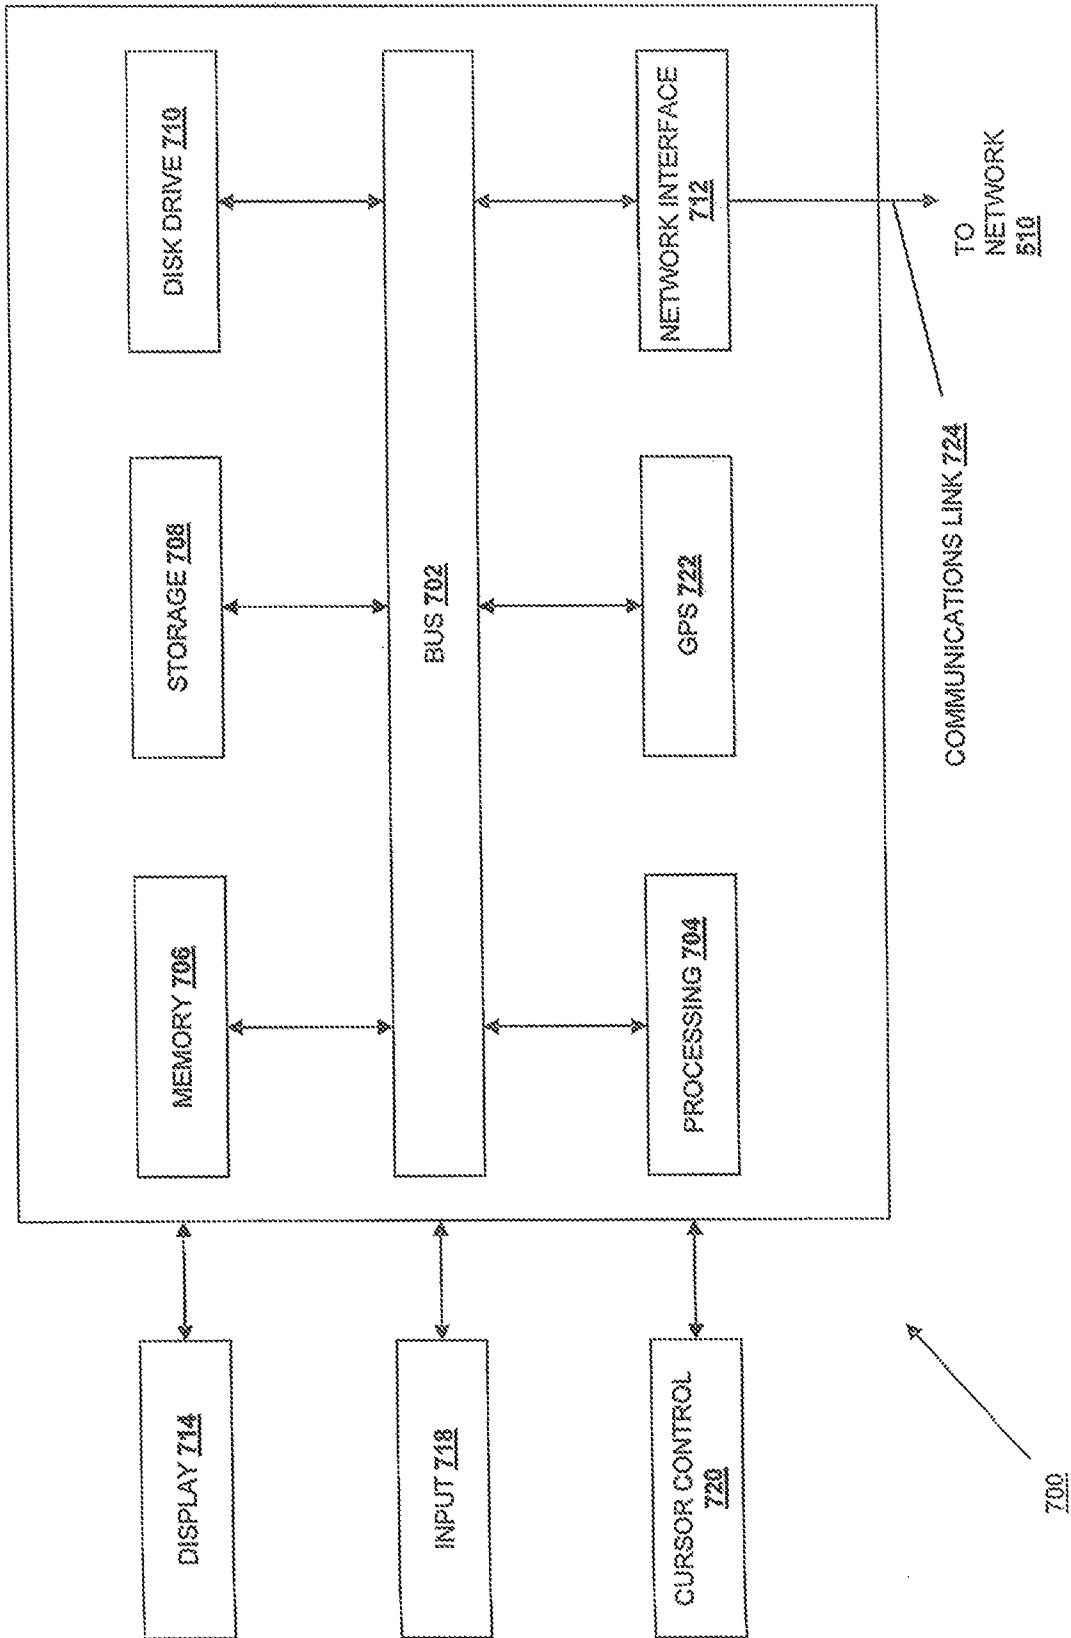 DISPLAY 714
MEMORY 706
STORAGE 708
DISK DRIVE 710
INPUT 718
BUS 702
CURSOR CONTROL
720
PROCESSING 704
GPS 722
NETWORK INTERFACE
712
COMMUNICATIONS LINK 724
TO
NETWORK
510
700